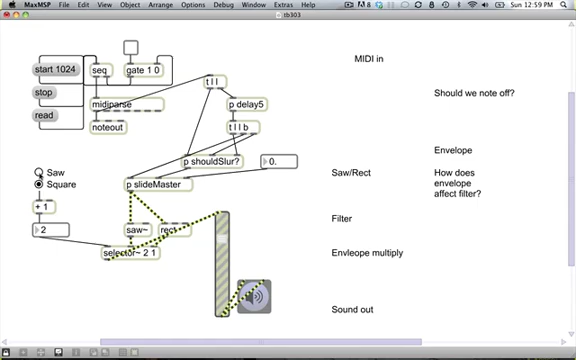 MaxMSP File Edit View Object Arrange Options Extras Window Help
8 Sun 12:59 PM
tb303
start 1024
seq
gate 1 0
MIDI in
t l l
stop
midiparse
p delay5
Should we note off?
read
noteout
t l l b
Envelope
p shouldSlur?
0.
Saw
Square
p slideMaster
Saw/Rect
How does
envelope
affect filter?
+ 1
Filter
2
saw~
rect~
selector~ 2 1
Envleope multiply
Sound out